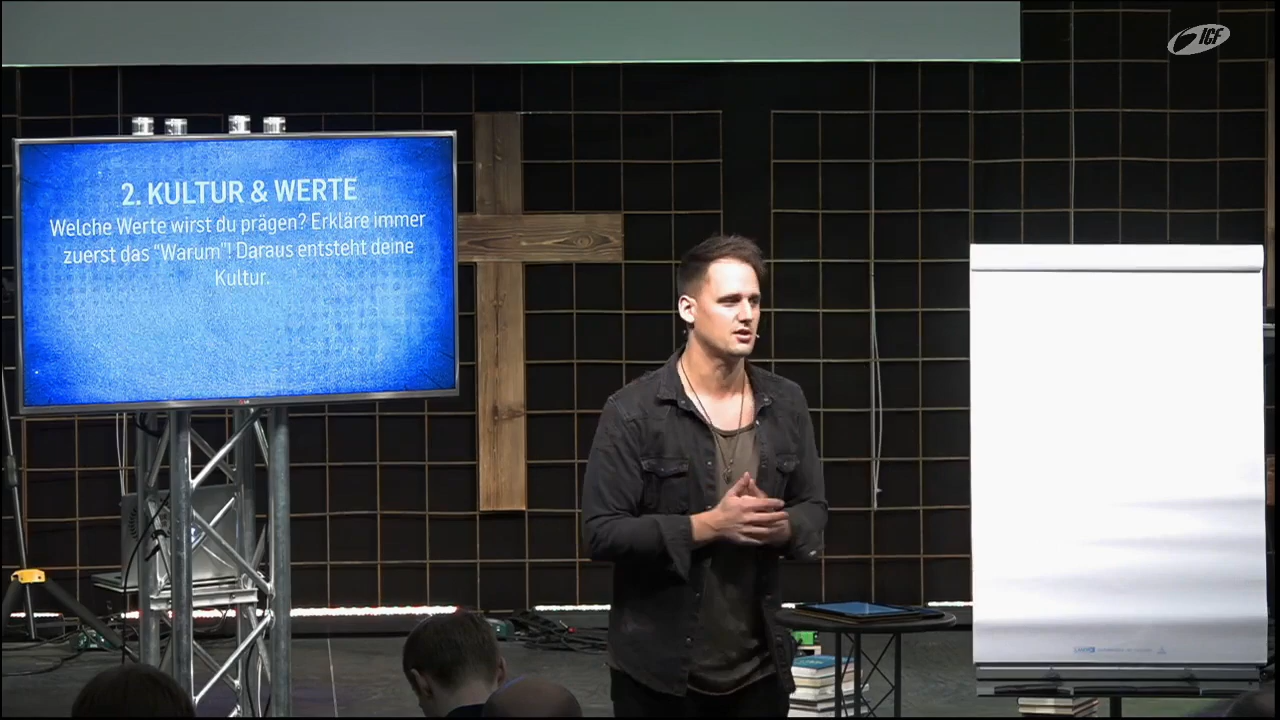 ICF
2. KULTUR & WERTE
Welche Werte wirst du prägen? Erkläre immer
zuerst das "Warum"! Daraus entsteht deine
Kultur.